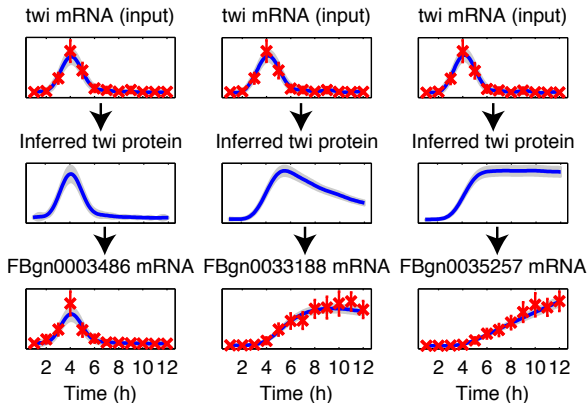 twi mRNA (input) twi mRNA (input) twi mRNA (input)
Inferred twi protein Inferred twi protein Inferred twi protein
FBgn0003486 mRNA FBgn0033188 mRNA FBgn0035257 mRNA
2 4 6 8 10 12 2 4 6 8 10 12 2 4 6 8 10 12
Time (h) Time (h) Time (h)